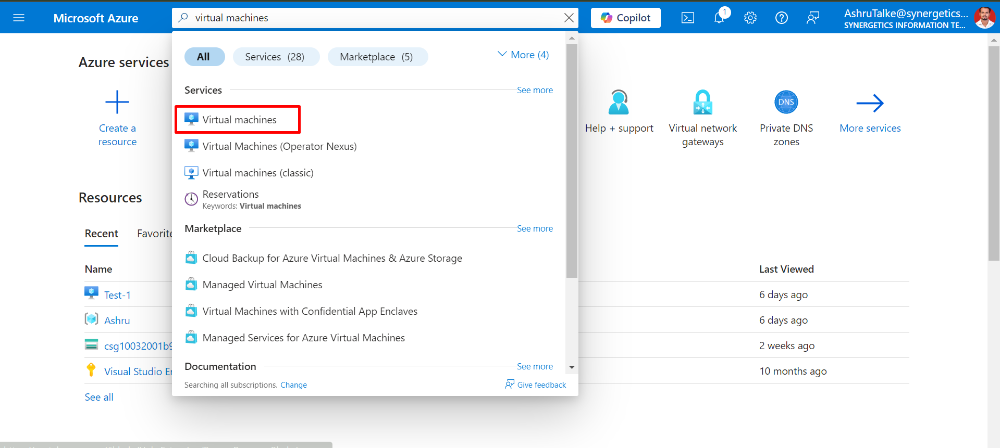 Microsoft Azure
virtual machines
Copilot
1
AshruTalke@synergetics...
SYNERGETICS INFORMATION TE...
All
Services (28)
Marketplace (5)
More (4)
Azure services
Create a
resource
Services
See more
Virtual machines
Virtual Machines (Operator Nexus)
Virtual machines (classic)
Reservations
Keywords: Virtual machines
Marketplace
See more
Cloud Backup for Azure Virtual Machines & Azure Storage
Managed Virtual Machines
Virtual Machines with Confidential App Enclaves
Managed Services for Azure Virtual Machines
Documentation
See more
Searching all subscriptions. Change
Give feedback
Help + support
Virtual network
gateways
DNS
Private DNS
zones
More services
Resources
Recent
Favorite
Name
Last Viewed
Test-1
6 days ago
Ashru
6 days ago
csg10032001b9
2 weeks ago
Visual Studio En
10 months ago
See all